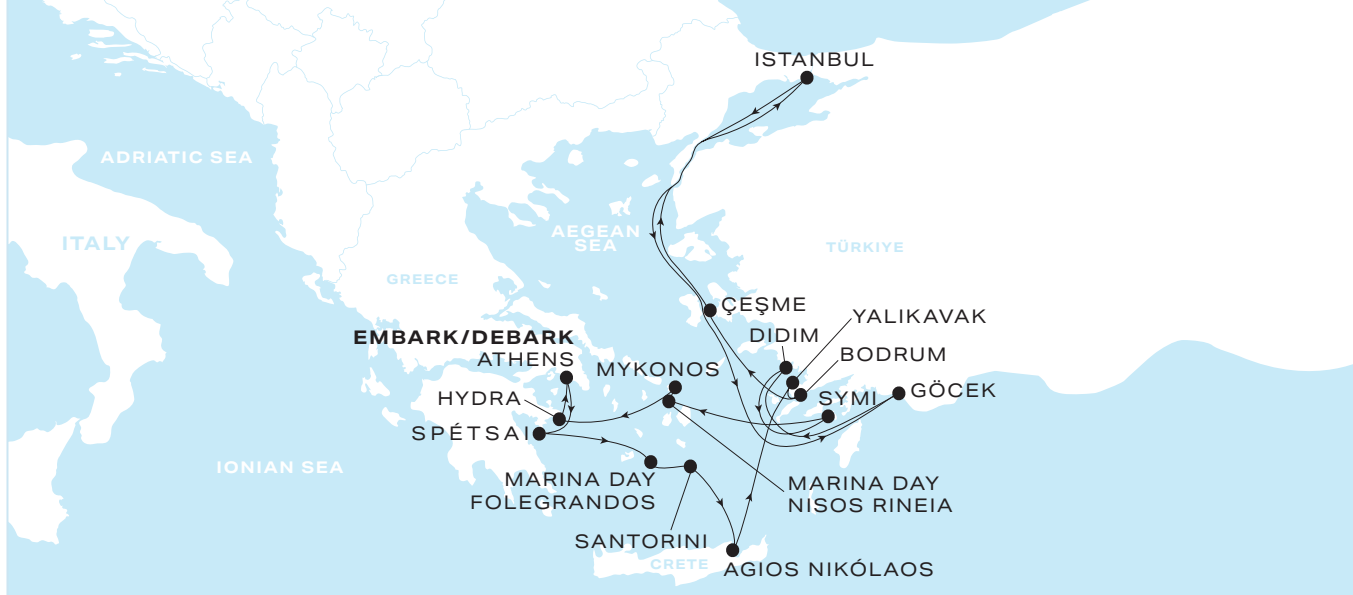 ISTANBUL
ADRIATIC SEA
ITALY
AEGEAN
SEA
TÜRKIYE
GREECE
ÇEŞME
YALIKAVAK
DIDIM
EMBARK/DEBARK
ATHENS
BODRUM
MYKONOS
HYDRA
SYMI
GÖCEK
SPÉTSAI
IONIAN SEA
MARINA DAY
FOLEGRANDOS
MARINA DAY
NISOS RINEIA
SANTORINI
CRETE
AGIOS NIKÓLAOS